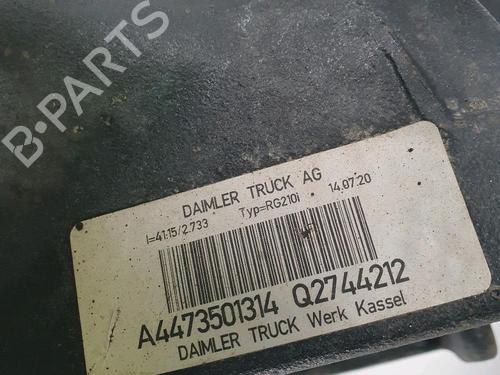 B-PARTS
DAIMLER TRUCK AG
I=41:15/2.733 Typ=RG210i 14.07.20
A4473501314 Q2744212
DAIMLER TRUCK Werk Kassel